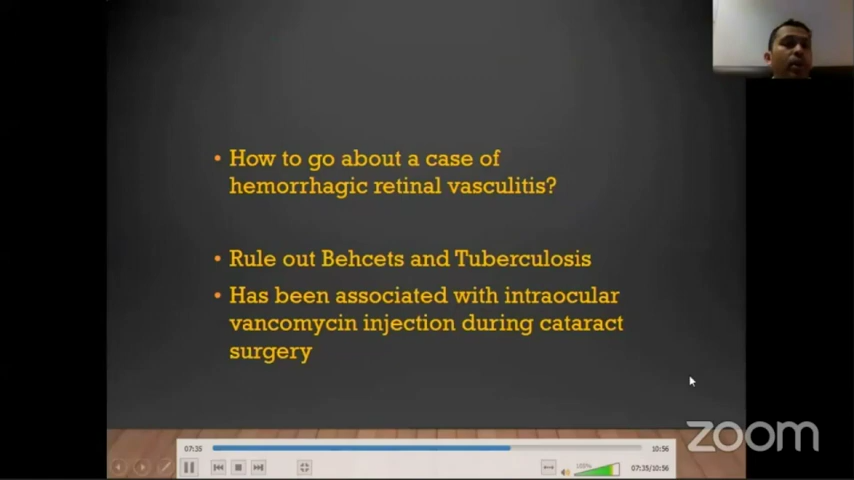 • How to go about a case of
hemorrhagic retinal vasculitis?
• Rule out Behcets and Tuberculosis
• Has been associated with intraocular
vancomycin injection during cataract
surgery
zoom
07:35
10:56
100%
07:35/10:56